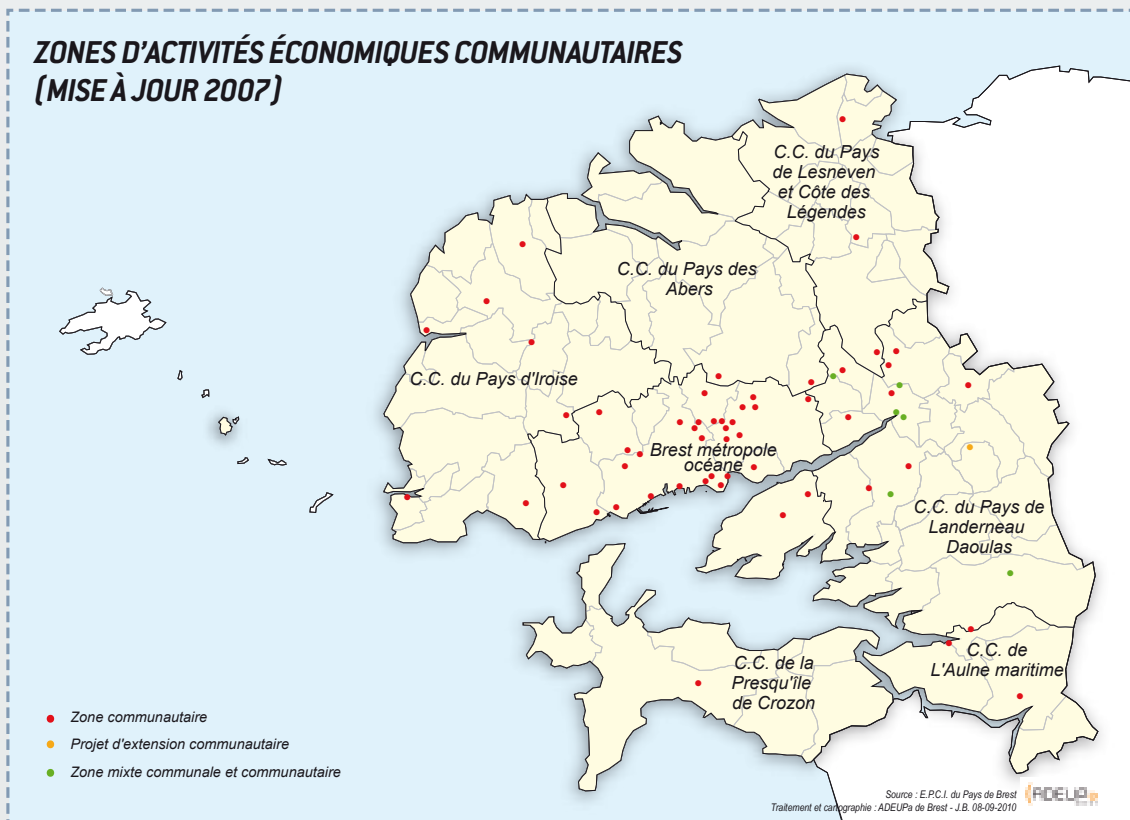 ZONES D'ACTIVITÉS ÉCONOMIQUES COMMUNAUTAIRES
(MISE À JOUR 2007)
C.C. du Pays
de Lesneven
et Côte des
Légendes
C.C. du Pays des
Abers
C.C. du Pays d'Iroise
Brest métropole
océane
C.C. du Pays de
Landerneau
Daoulas
C.C. de
L'Aulne maritime
C.C. de la
Presqu'île
de Crozon
Zone communautaire
Projet d'extension communautaire
Zone mixte communale et communautaire
Source : E.P.C.I. du Pays de Brest
Traitement et cartographie : ADEUPa de Brest - J.B. 08-09-2010
ADEUPa